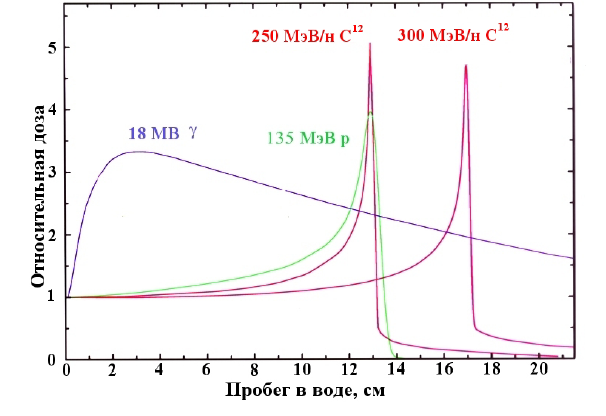 250 МэВ/н C¹² 300 МэВ/н C¹²
18 МВ γ
135 МэВ р
Относительная доза
5
4
3
2
1
0
0 2 4 6 8 10 12 14 16 18 20
Пробег в воде, см